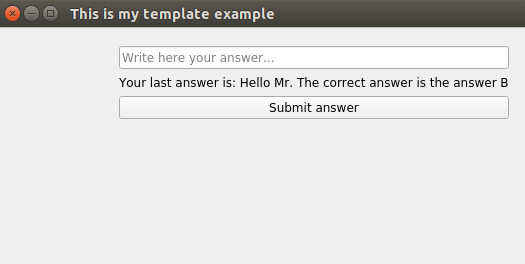 This is my template example
Write here your answer...
Your last answer is: Hello Mr. The correct answer is the answer B
Submit answer